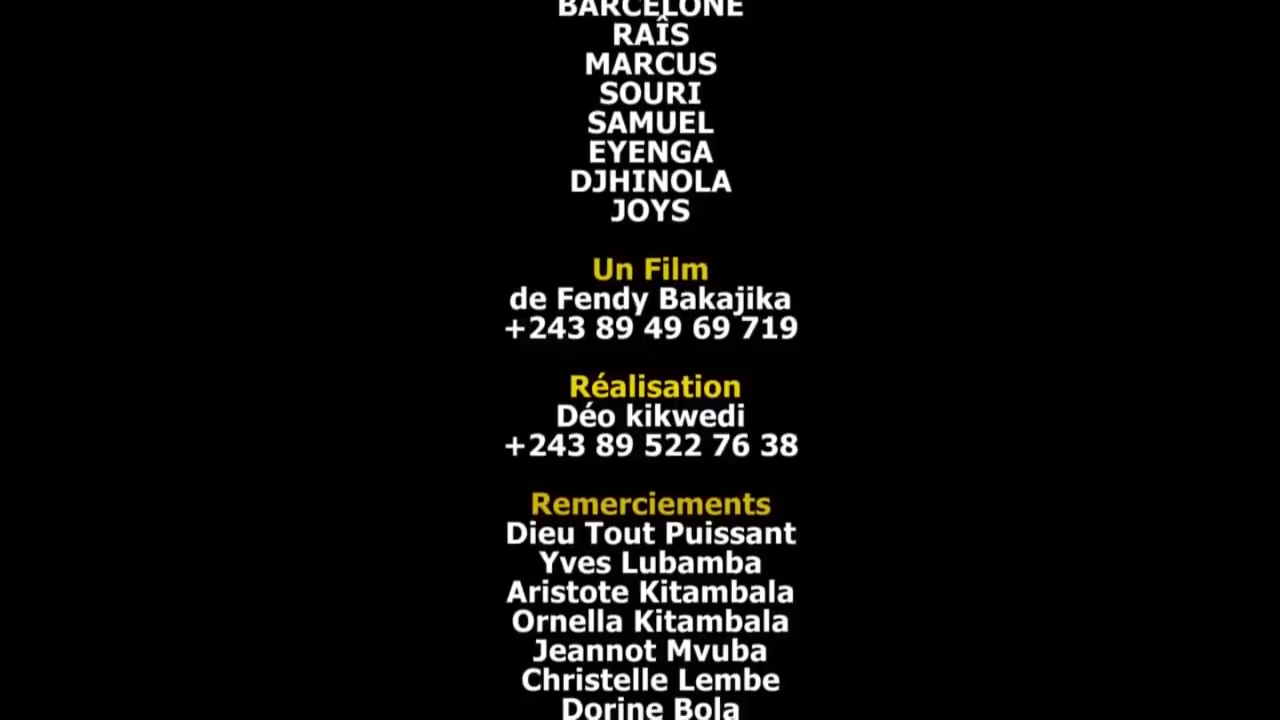 BARCELONE
RAÎS
MARCUS
SOURI
SAMUEL
EYENGA
DJHINOLA
JOYS
Un Film
de Fendy Bakajika
+243 89 49 69 719
Réalisation
Déo kikwedi
+243 89 522 76 38
Remerciements
Dieu Tout Puissant
Yves Lubamba
Aristote Kitambala
Ornella Kitambala
Jeannot Mvuba
Christelle Lembe
Dorine Bola